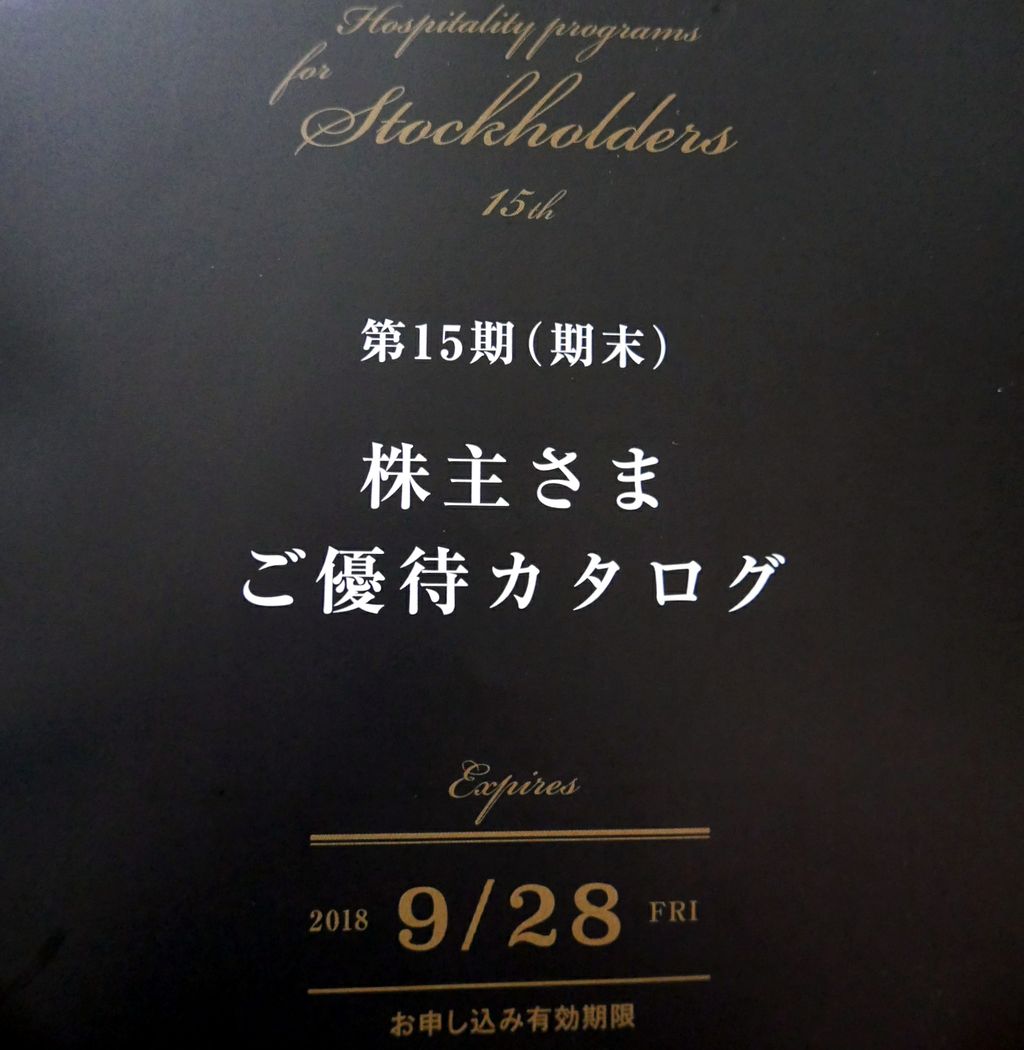 Hospitality programs
for
Stockholders
15th
第15期(期末)
株主さま
ご優待カタログ
Expires
2018 9/28 FRI
お申し込み有効期限